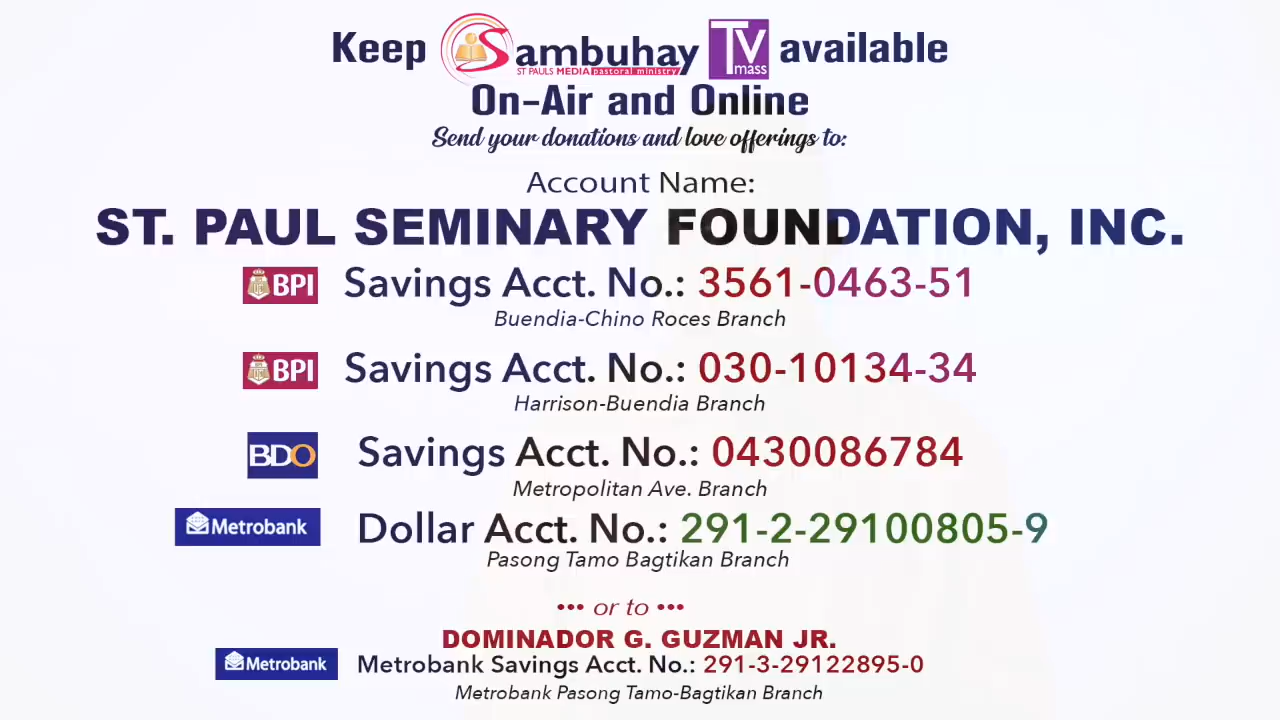 Keep Sambuhay TV mass available
ST PAULS MEDIA pastoral ministry
On-Air and Online
Send your donations and love offerings to:
Account Name:
ST. PAUL SEMINARY FOUNDATION, INC.
BPI Savings Acct. No.: 3561-0463-51
Buendia-Chino Roces Branch
BPI Savings Acct. No.: 030-10134-34
Harrison-Buendia Branch
BDO Savings Acct. No.: 0430086784
Metropolitan Ave. Branch
Metrobank Dollar Acct. No.: 291-2-29100805-9
Pasong Tamo Bagtikan Branch
••• or to •••
DOMINADOR G. GUZMAN JR.
Metrobank Metrobank Savings Acct. No.: 291-3-29122895-0
Metrobank Pasong Tamo-Bagtikan Branch